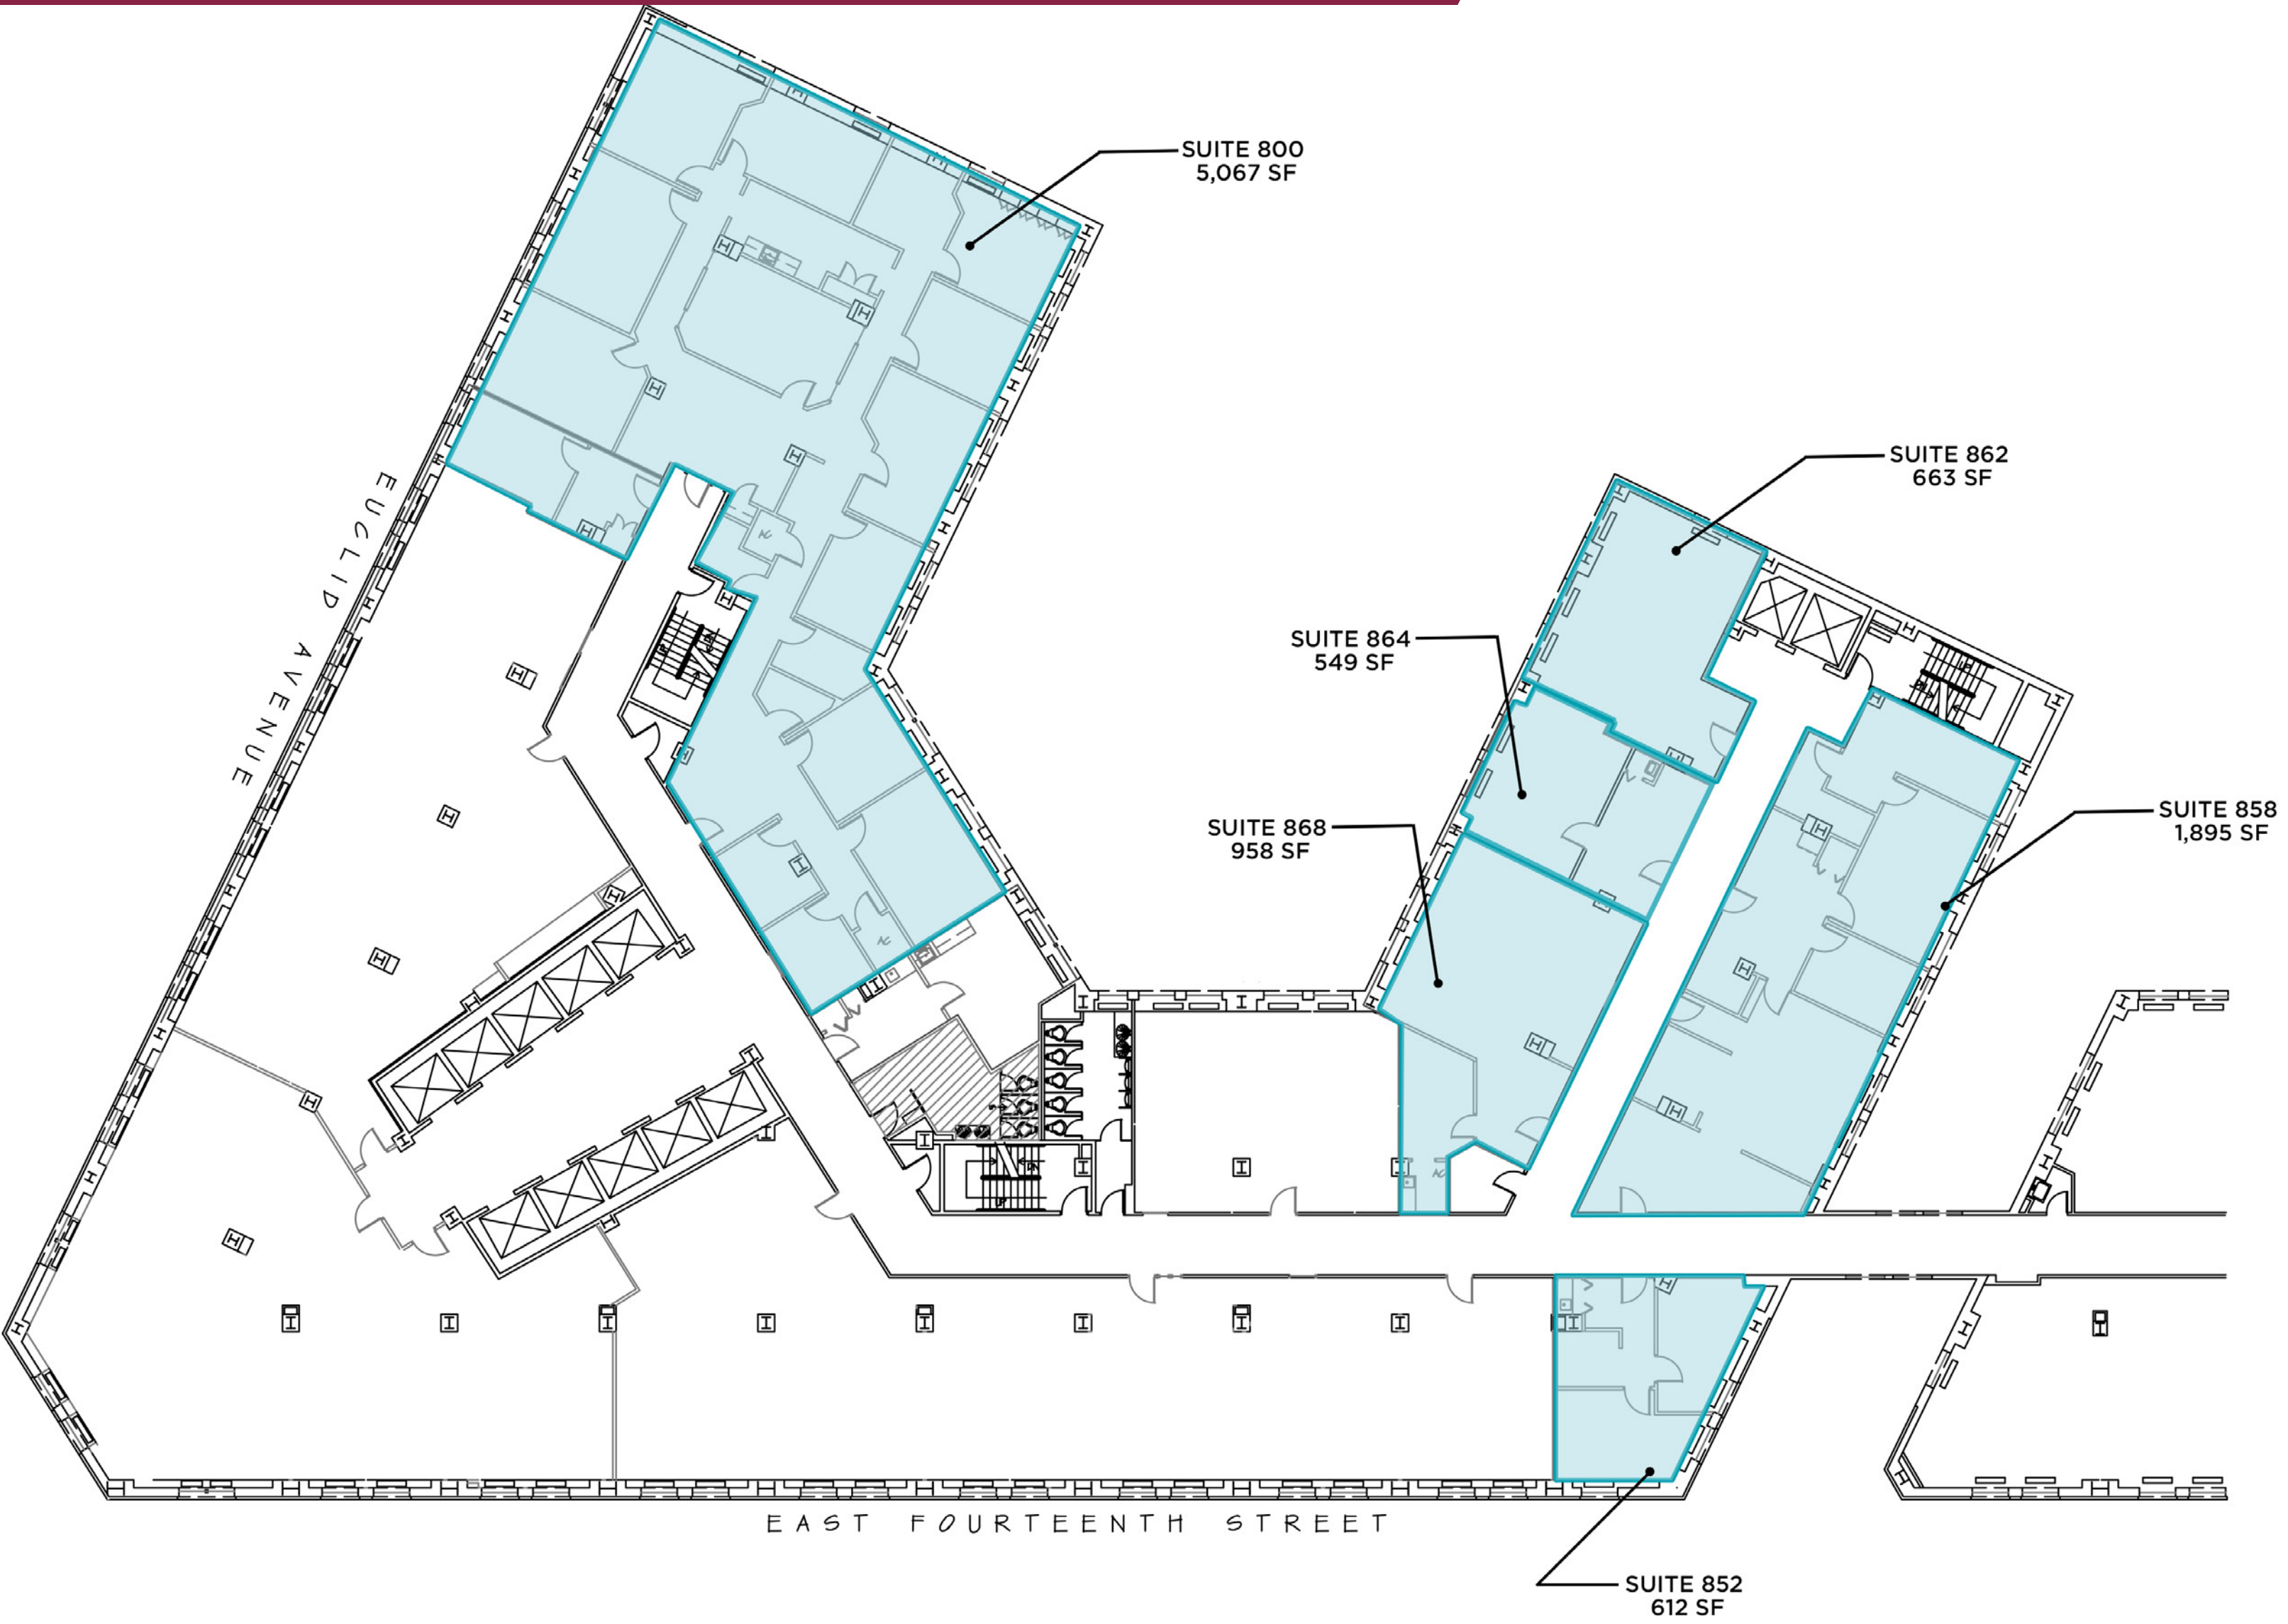 SUITE 800
5,067 SF
SUITE 862
663 SF
EUCLID AVENUE
SUITE 864
549 SF
SUITE 858
1,895 SF
SUITE 868
958 SF
EAST FOURTEENTH STREET
SUITE 852
612 SF